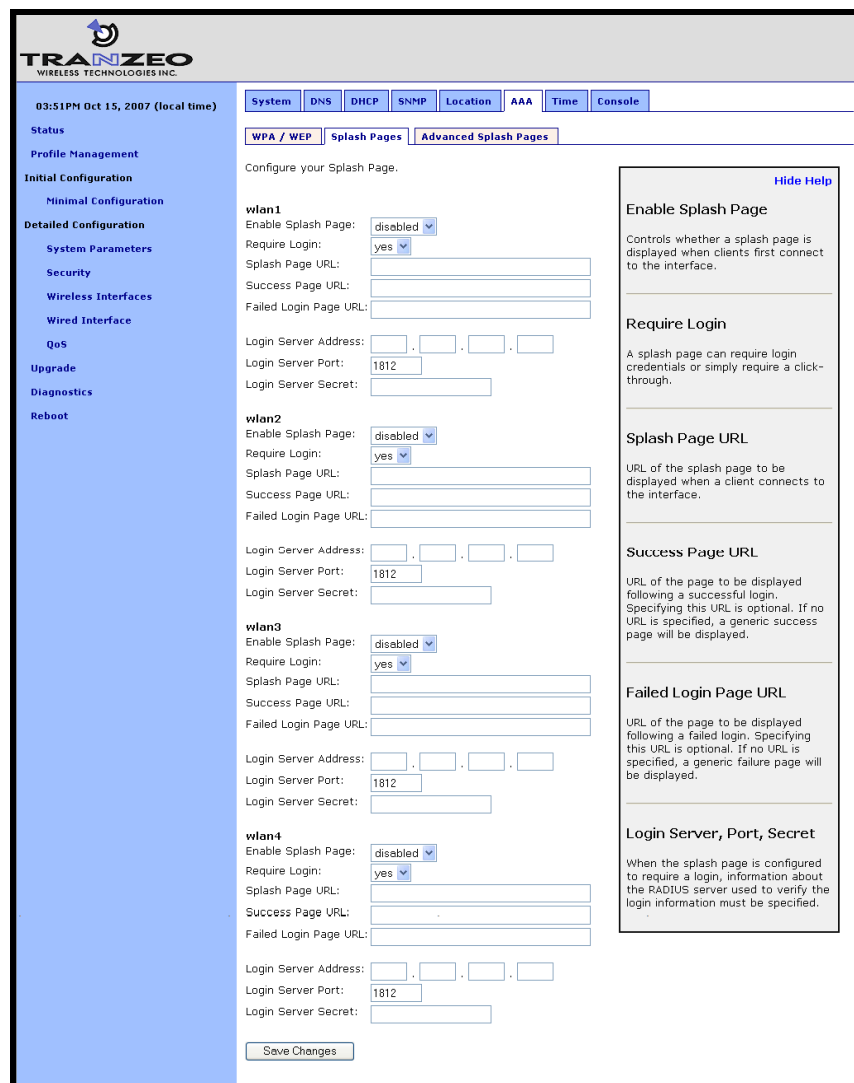 TRANZEO
WIRELESS TECHNOLOGIES INC.
03:51PM Oct 15, 2007 (local time)
Status
Profile Management
Initial Configuration
Minimal Configuration
Detailed Configuration
System Parameters
Security
Wireless Interfaces
Wired Interface
QoS
Upgrade
Diagnostics
Reboot
System DNS DHCP SNMP Location AAA Time Console
WPA / WEP Splash Pages Advanced Splash Pages
Configure your Splash Page.
wlan1
Enable Splash Page: disabled
Require Login: yes
Splash Page URL:
Success Page URL:
Failed Login Page URL:
Login Server Address: . . .
Login Server Port: 1812
Login Server Secret:
wlan2
Enable Splash Page: disabled
Require Login: yes
Splash Page URL:
Success Page URL:
Failed Login Page URL:
Login Server Address: . . .
Login Server Port: 1812
Login Server Secret:
wlan3
Enable Splash Page: disabled
Require Login: yes
Splash Page URL:
Success Page URL:
Failed Login Page URL:
Login Server Address: . . .
Login Server Port: 1812
Login Server Secret:
wlan4
Enable Splash Page: disabled
Require Login: yes
Splash Page URL:
Success Page URL:
Failed Login Page URL:
Login Server Address: . . .
Login Server Port: 1812
Login Server Secret:
Save Changes
Hide Help
Enable Splash Page
Controls whether a splash page is
displayed when clients first connect
to the interface.
Require Login
A splash page can require login
credentials or simply require a click-
through.
Splash Page URL
URL of the splash page to be
displayed when a client connects to
the interface.
Success Page URL
URL of the page to be displayed
following a successful login.
Specifying this URL is optional. If no
URL is specified, a generic success
page will be displayed.
Failed Login Page URL
URL of the page to be displayed
following a failed login. Specifying
this URL is optional. If no URL is
specified, a generic failure page will
be displayed.
Login Server, Port, Secret
When the splash page is configured
to require a login, information about
the RADIUS server used to verify the
login information must be specified.